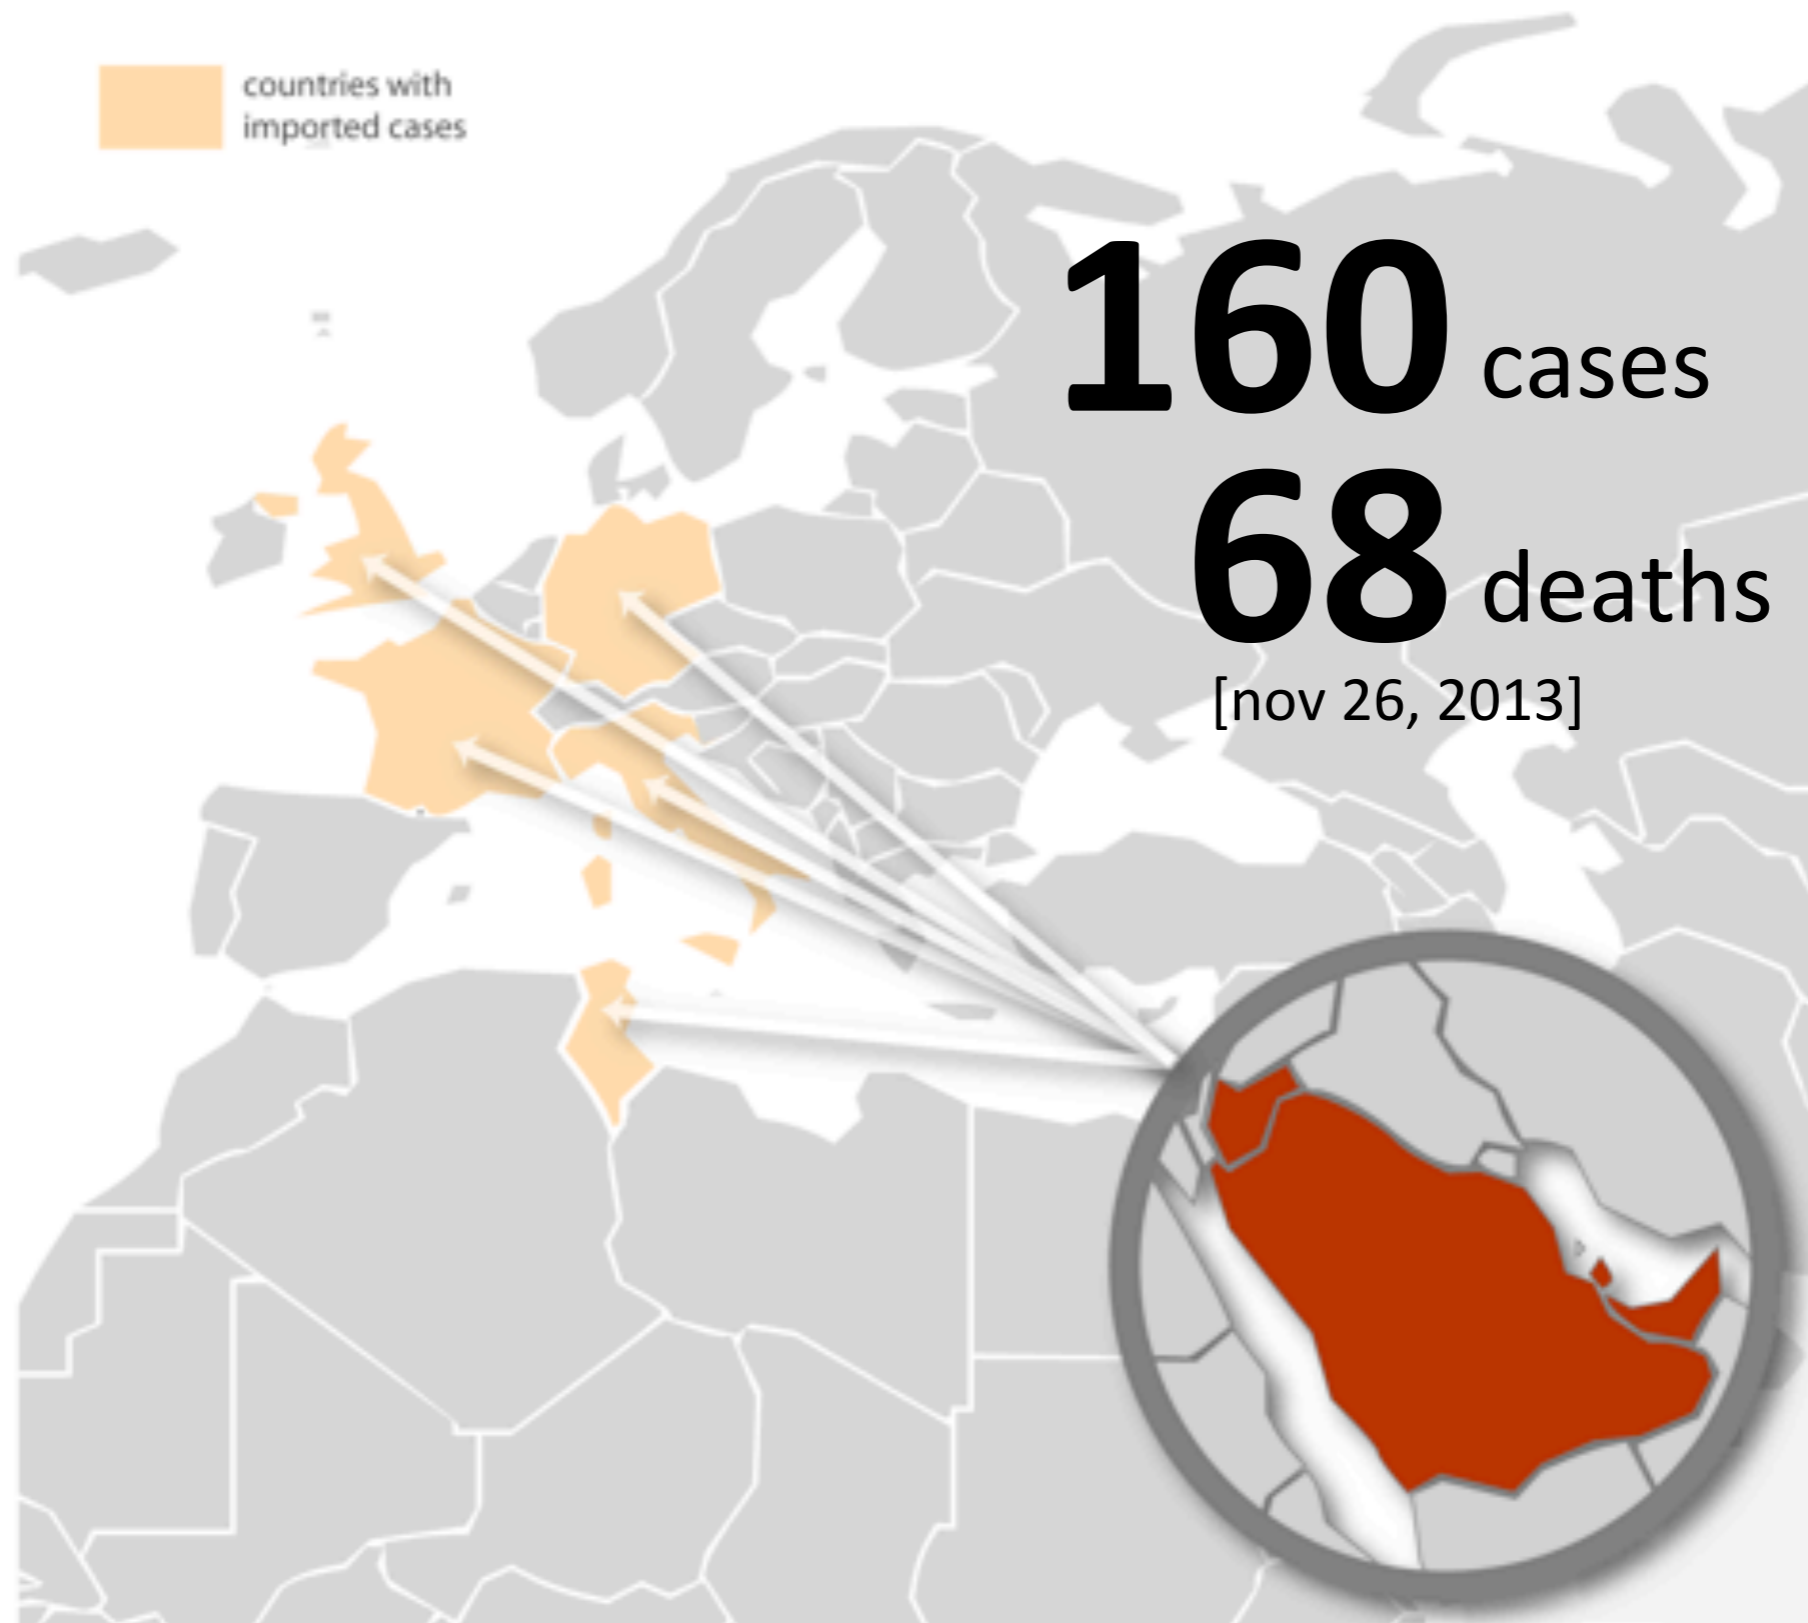 countries with
imported cases
160 cases
68 deaths
[nov 26, 2013]